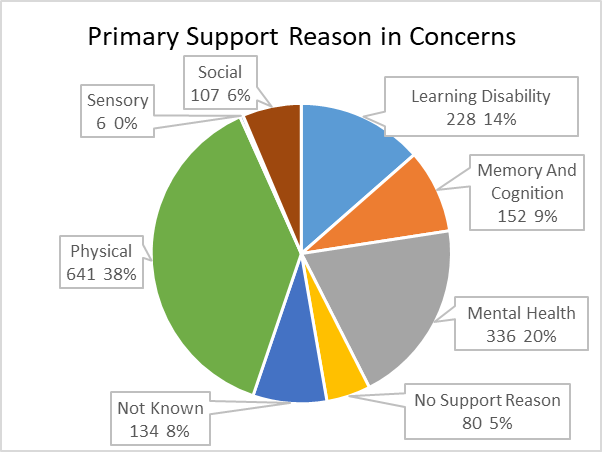 Primary Support Reason in Concerns
Social
107 6%
Sensory
6 0%
Learning Disability
228 14%
Memory And
Cognition
152 9%
Physical
641 38%
Mental Health
336 20%
No Support Reason
80 5%
Not Known
134 8%